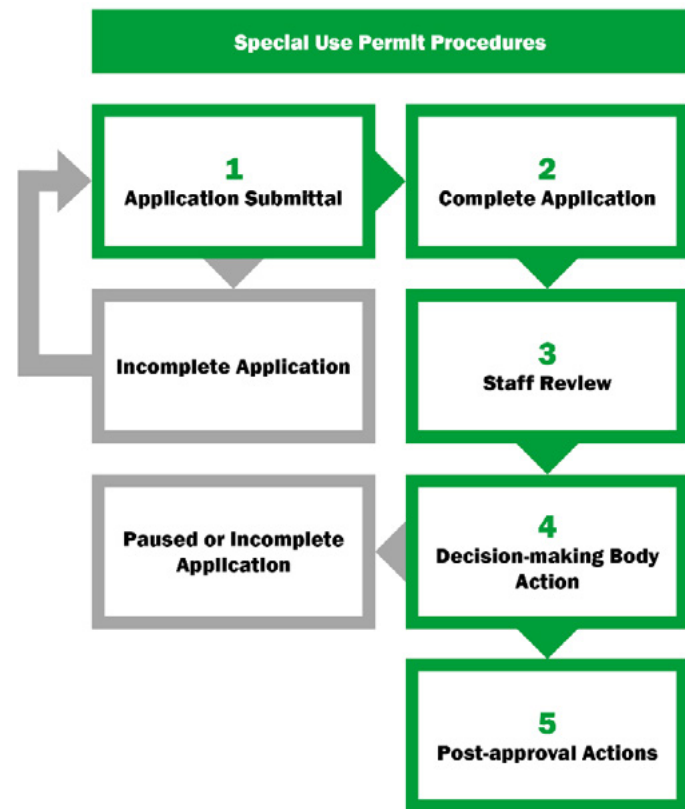 Special Use Permit Procedures
1
Application Submittal
2
Complete Application
Incomplete Application
3
Staff Review
Paused or Incomplete
Application
4
Decision-making Body
Action
5
Post-approval Actions